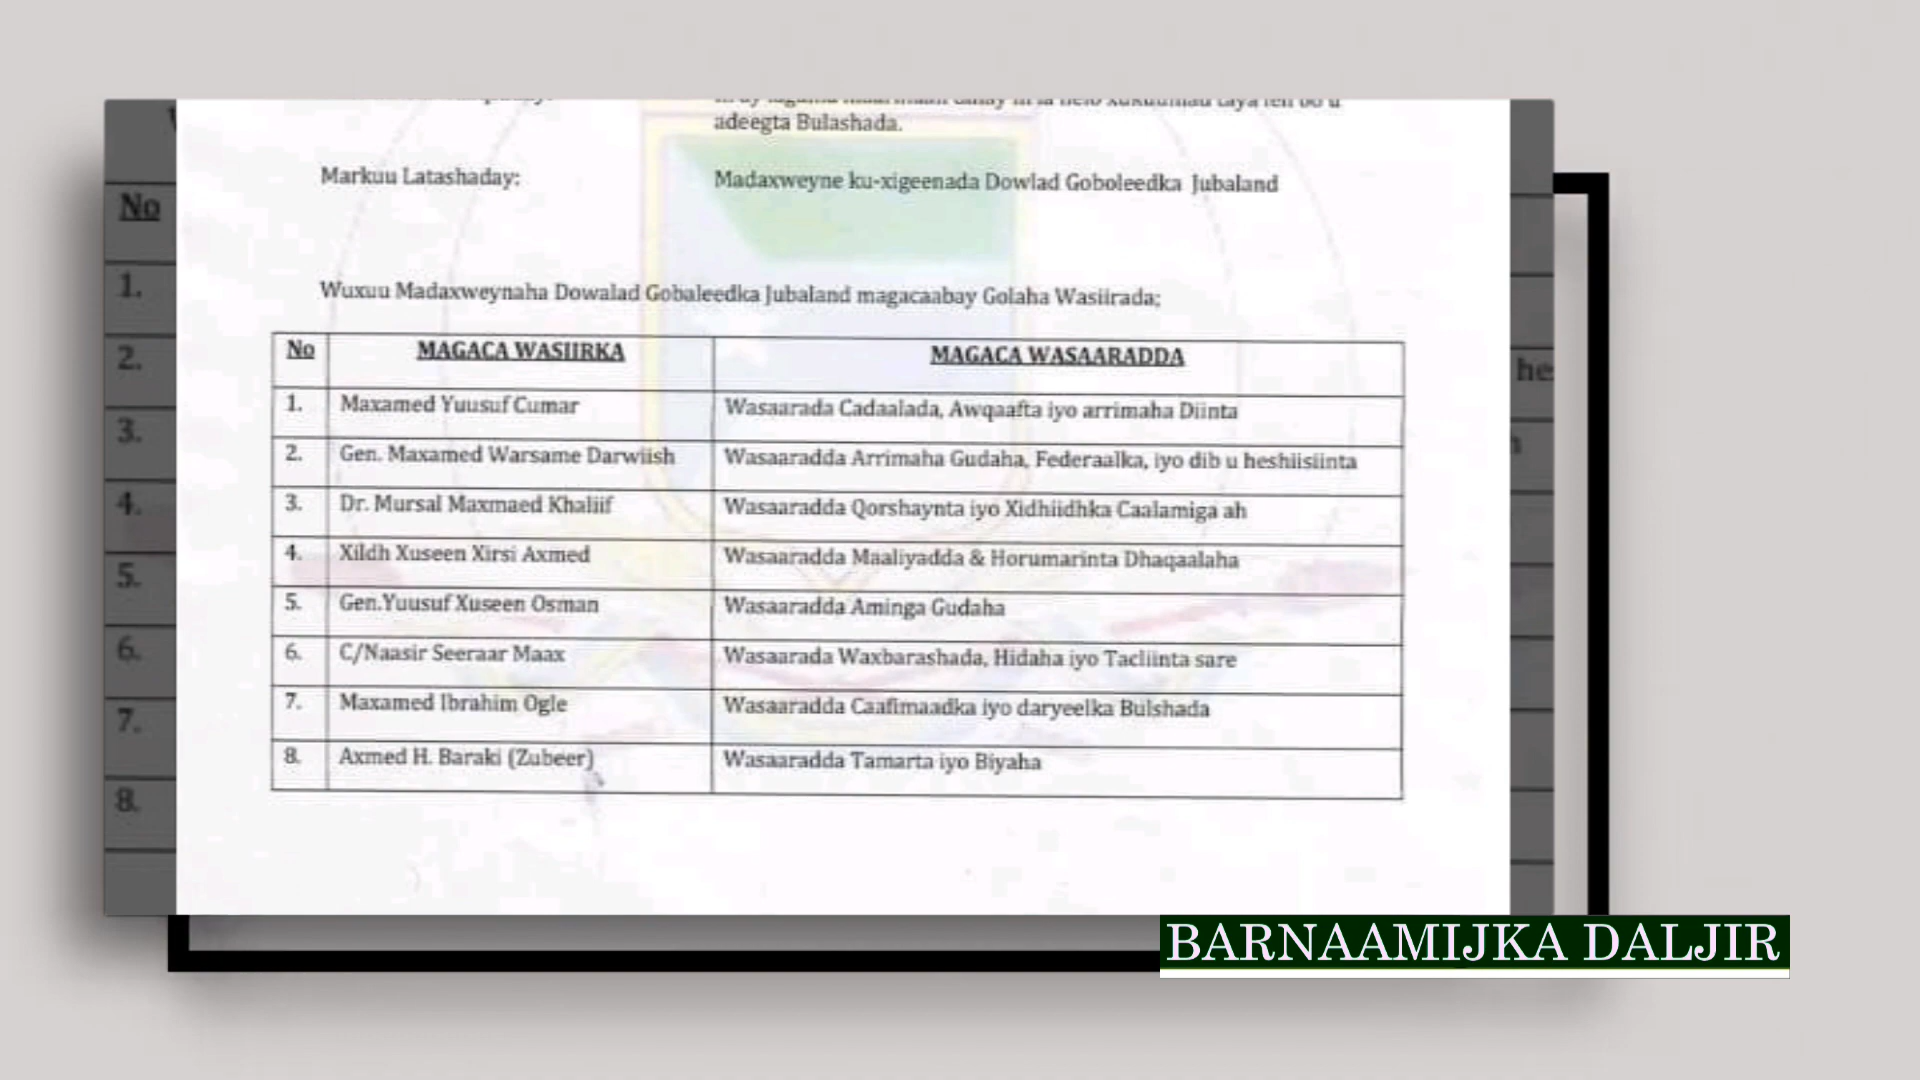 adeegta Bulashada.
Markuu Latashaday: Madaxweyne ku-xigeenada Dowlad Goboleedka Jubaland
Wuxuu Madaxweynaha Dowalad Gobaleedka Jubaland magacaabay Golaha Wasiirada;
No MAGACA WASIIRKA MAGACA WASAARADDA
1. Maxamed Yuusuf Cumar Wasaarada Cadaalada, Awqaafta iyo arrimaha Diinta
2. Gen. Maxamed Warsame Darwiish Wasaaradda Arrimaha Gudaha, Federaalka, iyo dib u heshiisiinta
3. Dr. Mursal Maxmaed Khaliif Wasaaradda Qorshaynta iyo Xidhiidhka Caalamiga ah
4. Xildh Xuseen Xirsi Axmed Wasaaradda Maaliyadda & Horumarinta Dhaqaalaha
5. Gen.Yuusuf Xuseen Osman Wasaaradda Aminga Gudaha
6. C/Naasir Seeraar Maax Wasaarada Waxbarashada, Hidaha iyo Tacliinta sare
7. Maxamed Ibrahim Ogle Wasaaradda Caafimaadka iyo daryeelka Bulshada
8. Axmed H. Baraki (Zubeer) Wasaaradda Tamarta iyo Biyaha
No
1.
2.
he
3.
4.
5.
6.
7.
8.
BARNAAMIJKA DALJIR